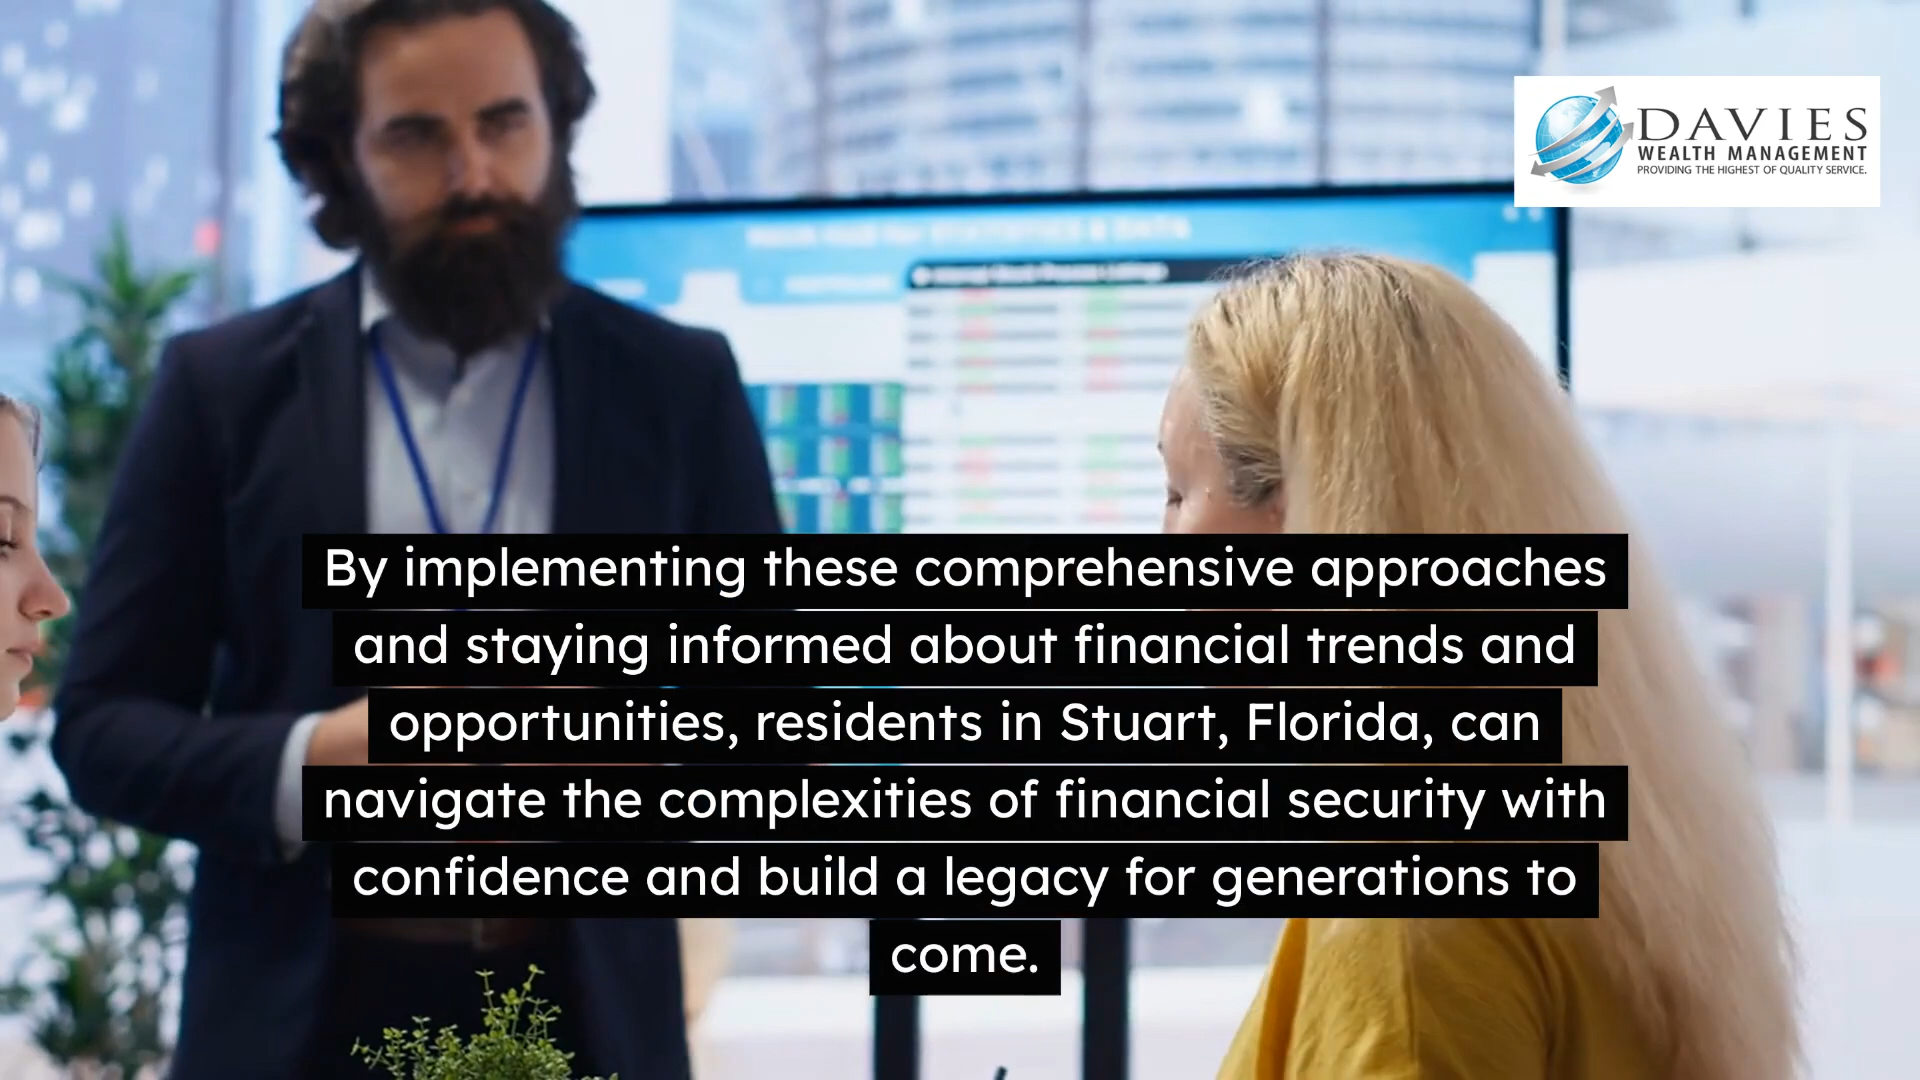 DAVIES
WEALTH MANAGEMENT
PROVIDING THE HIGHEST OF QUALITY SERVICE.
By implementing these comprehensive approaches
and staying informed about financial trends and
opportunities, residents in Stuart, Florida, can
navigate the complexities of financial security with
confidence and build a legacy for generations to
come.